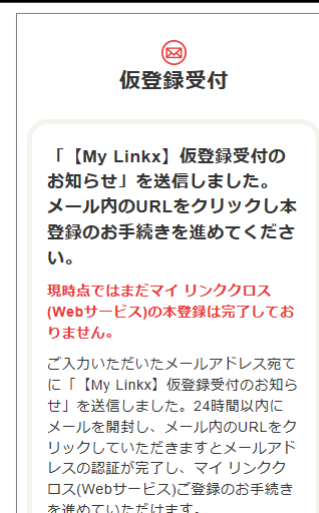 仮登録受付
「【My Linkx】仮登録受付の
お知らせ」を送信しました。
メール内のURLをクリックし本
登録のお手続きを進めてくださ
い。
現時点ではまだマイ リンククロス
(Webサービス)の本登録は完了してお
りません。
ご入力いただいたメールアドレス宛て
に「【My Linkx】仮登録受付のお知ら
せ」を送信しました。24時間以内に
メールを開封し、メール内のURLをク
リックしていただきますとメールアド
レスの認証が完了し、マイ リンクク
ロス(Webサービス)ご登録のお手続き
を進めていただけます。